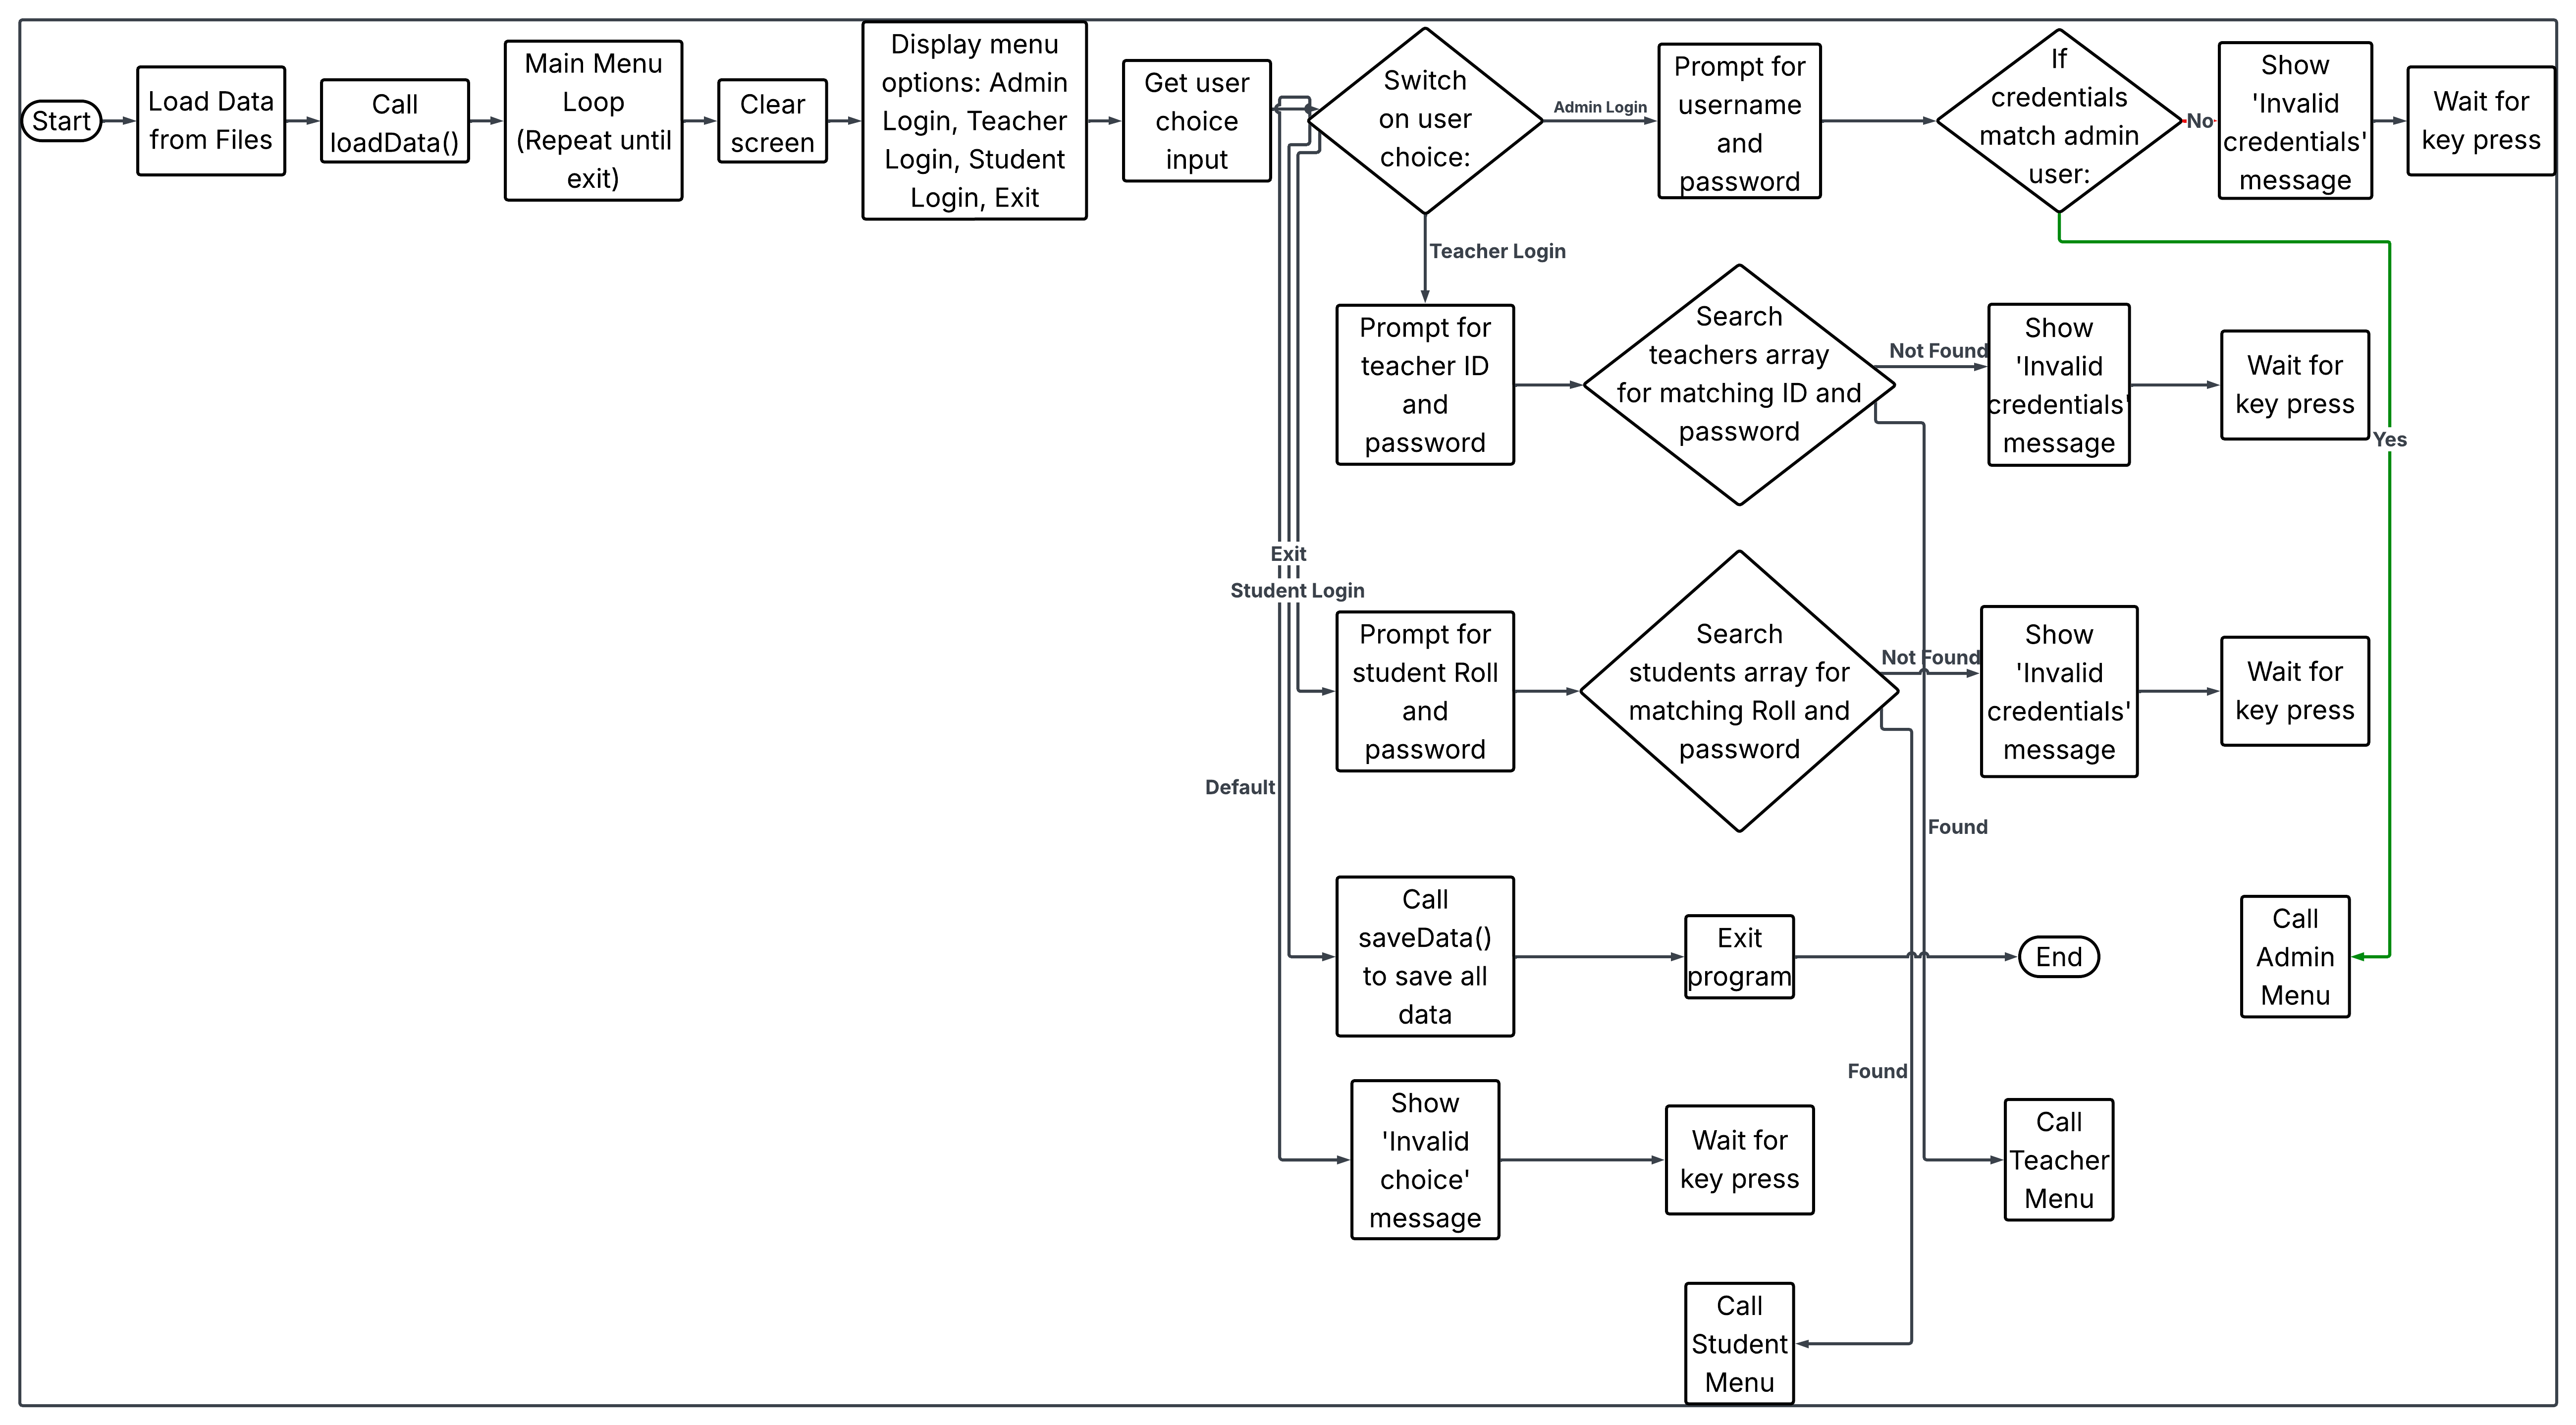 Start
Load Data
from Files
Call
loadData()
Main Menu
Loop
(Repeat until
exit)
Clear
screen
Display menu
options: Admin
Login, Teacher
Login, Student
Login, Exit
Get user
choice
input
Switch
on user
choice:
Admin Login
Prompt for
username
and
password
If
credentials
match admin
user:
No
Show
'Invalid
credentials'
message
Wait for
key press
Teacher Login
Prompt for
teacher ID
and
password
Search
teachers array
for matching ID and
password
Not Found
Show
'Invalid
credentials'
message
Wait for
key press
Yes
Exit
Student Login
Prompt for
student Roll
and
password
Search
students array for
matching Roll and
password
Not Found
Show
'Invalid
credentials'
message
Wait for
key press
Default
Found
Call
saveData()
to save all
data
Exit
program
End
Call
Admin
Menu
Found
Show
'Invalid
choice'
message
Wait for
key press
Call
Teacher
Menu
Call
Student
Menu